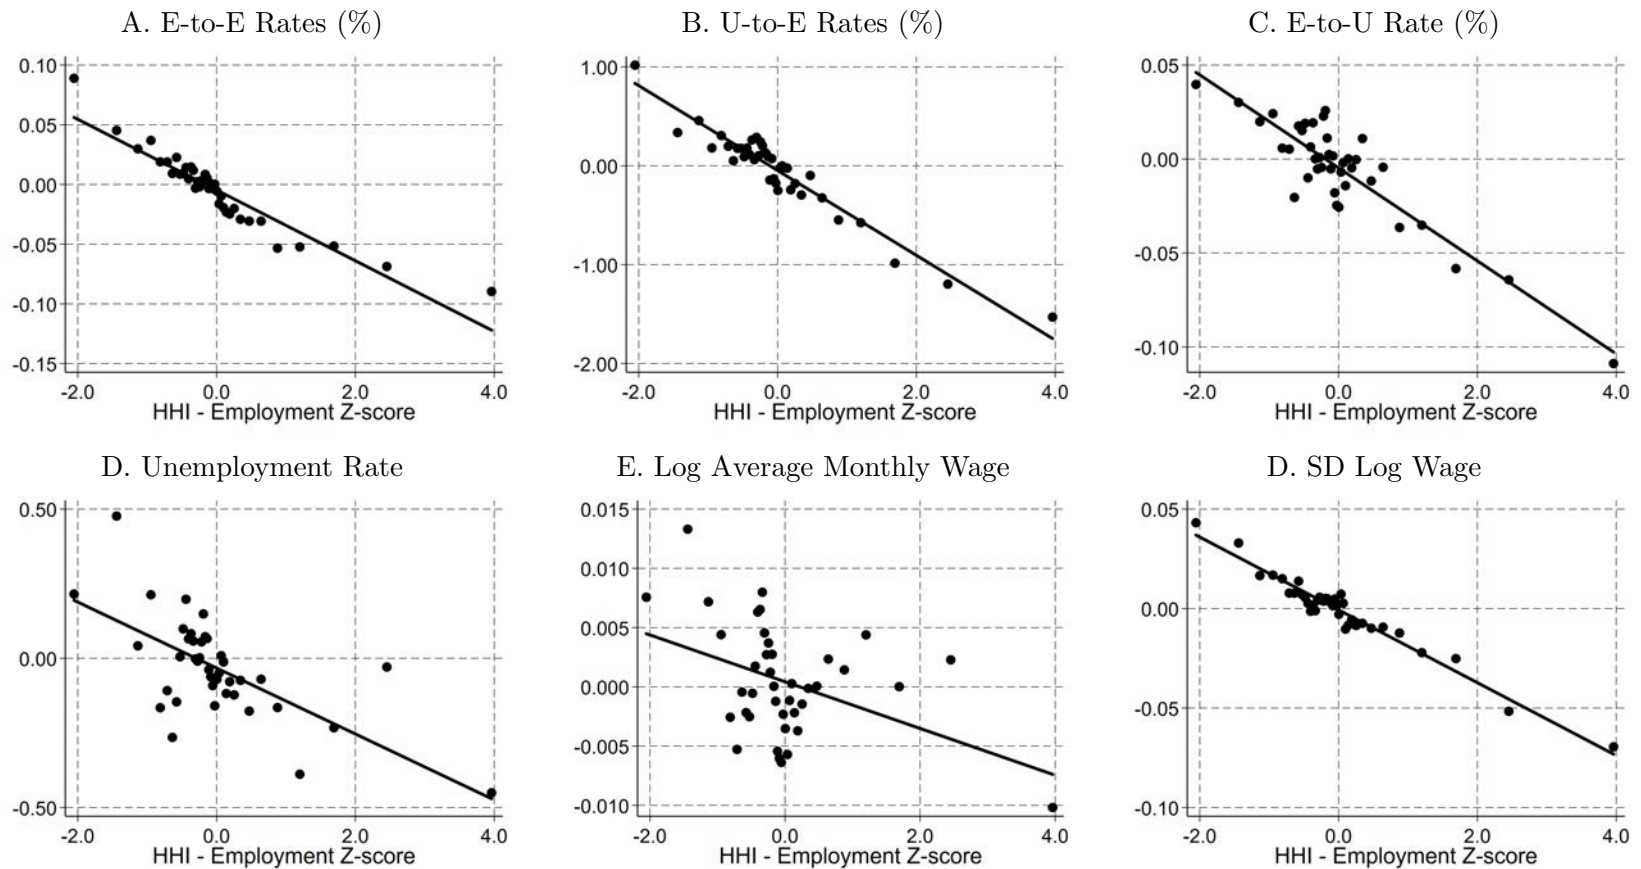 A. E-to-E Rates (%)
0.10
0.05
0.00
-0.05
-0.10
-0.15
-2.0 0.0 2.0 4.0
HHI - Employment Z-score
B. U-to-E Rates (%)
1.00
0.00
-1.00
-2.00
-2.0 0.0 2.0 4.0
HHI - Employment Z-score
C. E-to-U Rate (%)
0.05
0.00
-0.05
-0.10
-2.0 0.0 2.0 4.0
HHI - Employment Z-score
D. Unemployment Rate
0.50
0.00
-0.50
-2.0 0.0 2.0 4.0
HHI - Employment Z-score
E. Log Average Monthly Wage
0.015
0.010
0.005
0.000
-0.005
-0.010
-2.0 0.0 2.0 4.0
HHI - Employment Z-score
D. SD Log Wage
0.05
0.00
-0.05
-0.10
-2.0 0.0 2.0 4.0
HHI - Employment Z-score